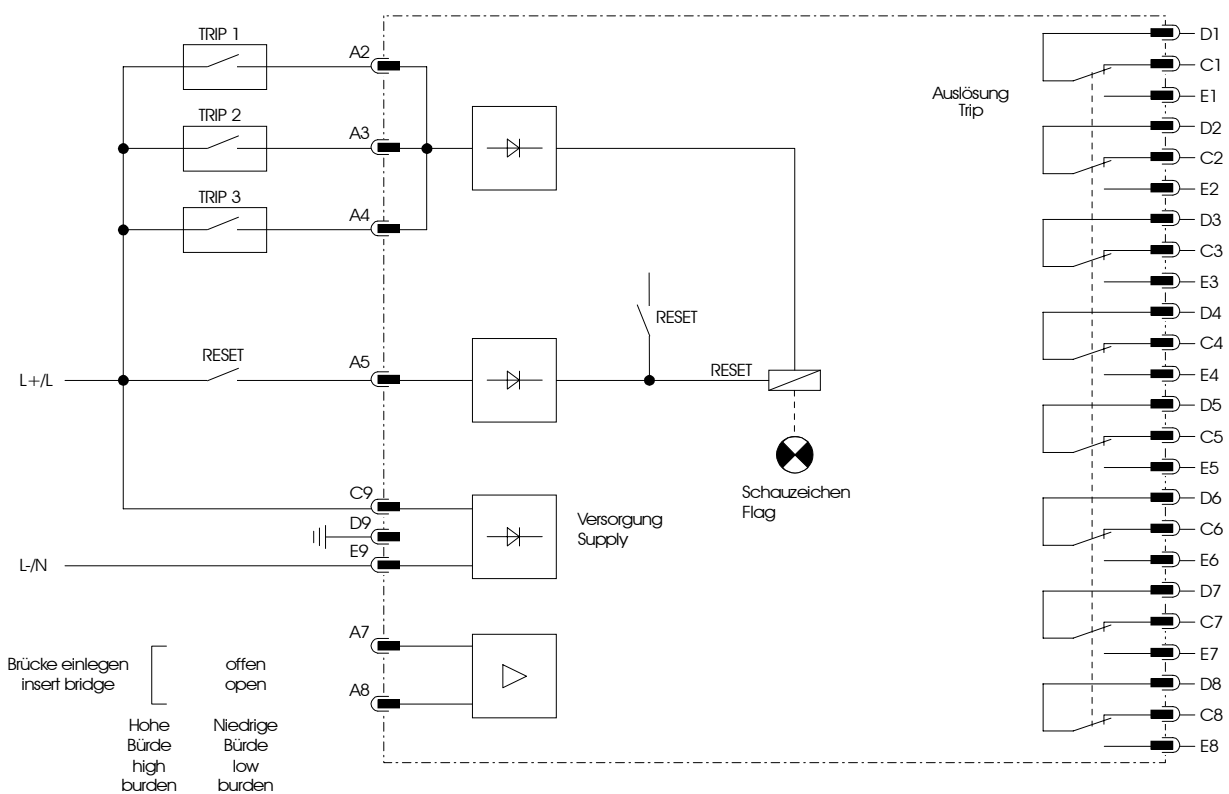 TRIP 1
A2
TRIP 2
A3
TRIP 3
A4
Auslösung
Trip
RESET
RESET
A5
RESET
L+/L
Schauzeichen
Flag
C9
D9
E9
Versorgung
Supply
L-/N
A7
A8
Brücke einlegen
insert bridge
offen
open
Hohe
Bürde
high
burden
Niedrige
Bürde
low
burden
D1
C1
E1
D2
C2
E2
D3
C3
E3
D4
C4
E4
D5
C5
E5
D6
C6
E6
D7
C7
E7
D8
C8
E8